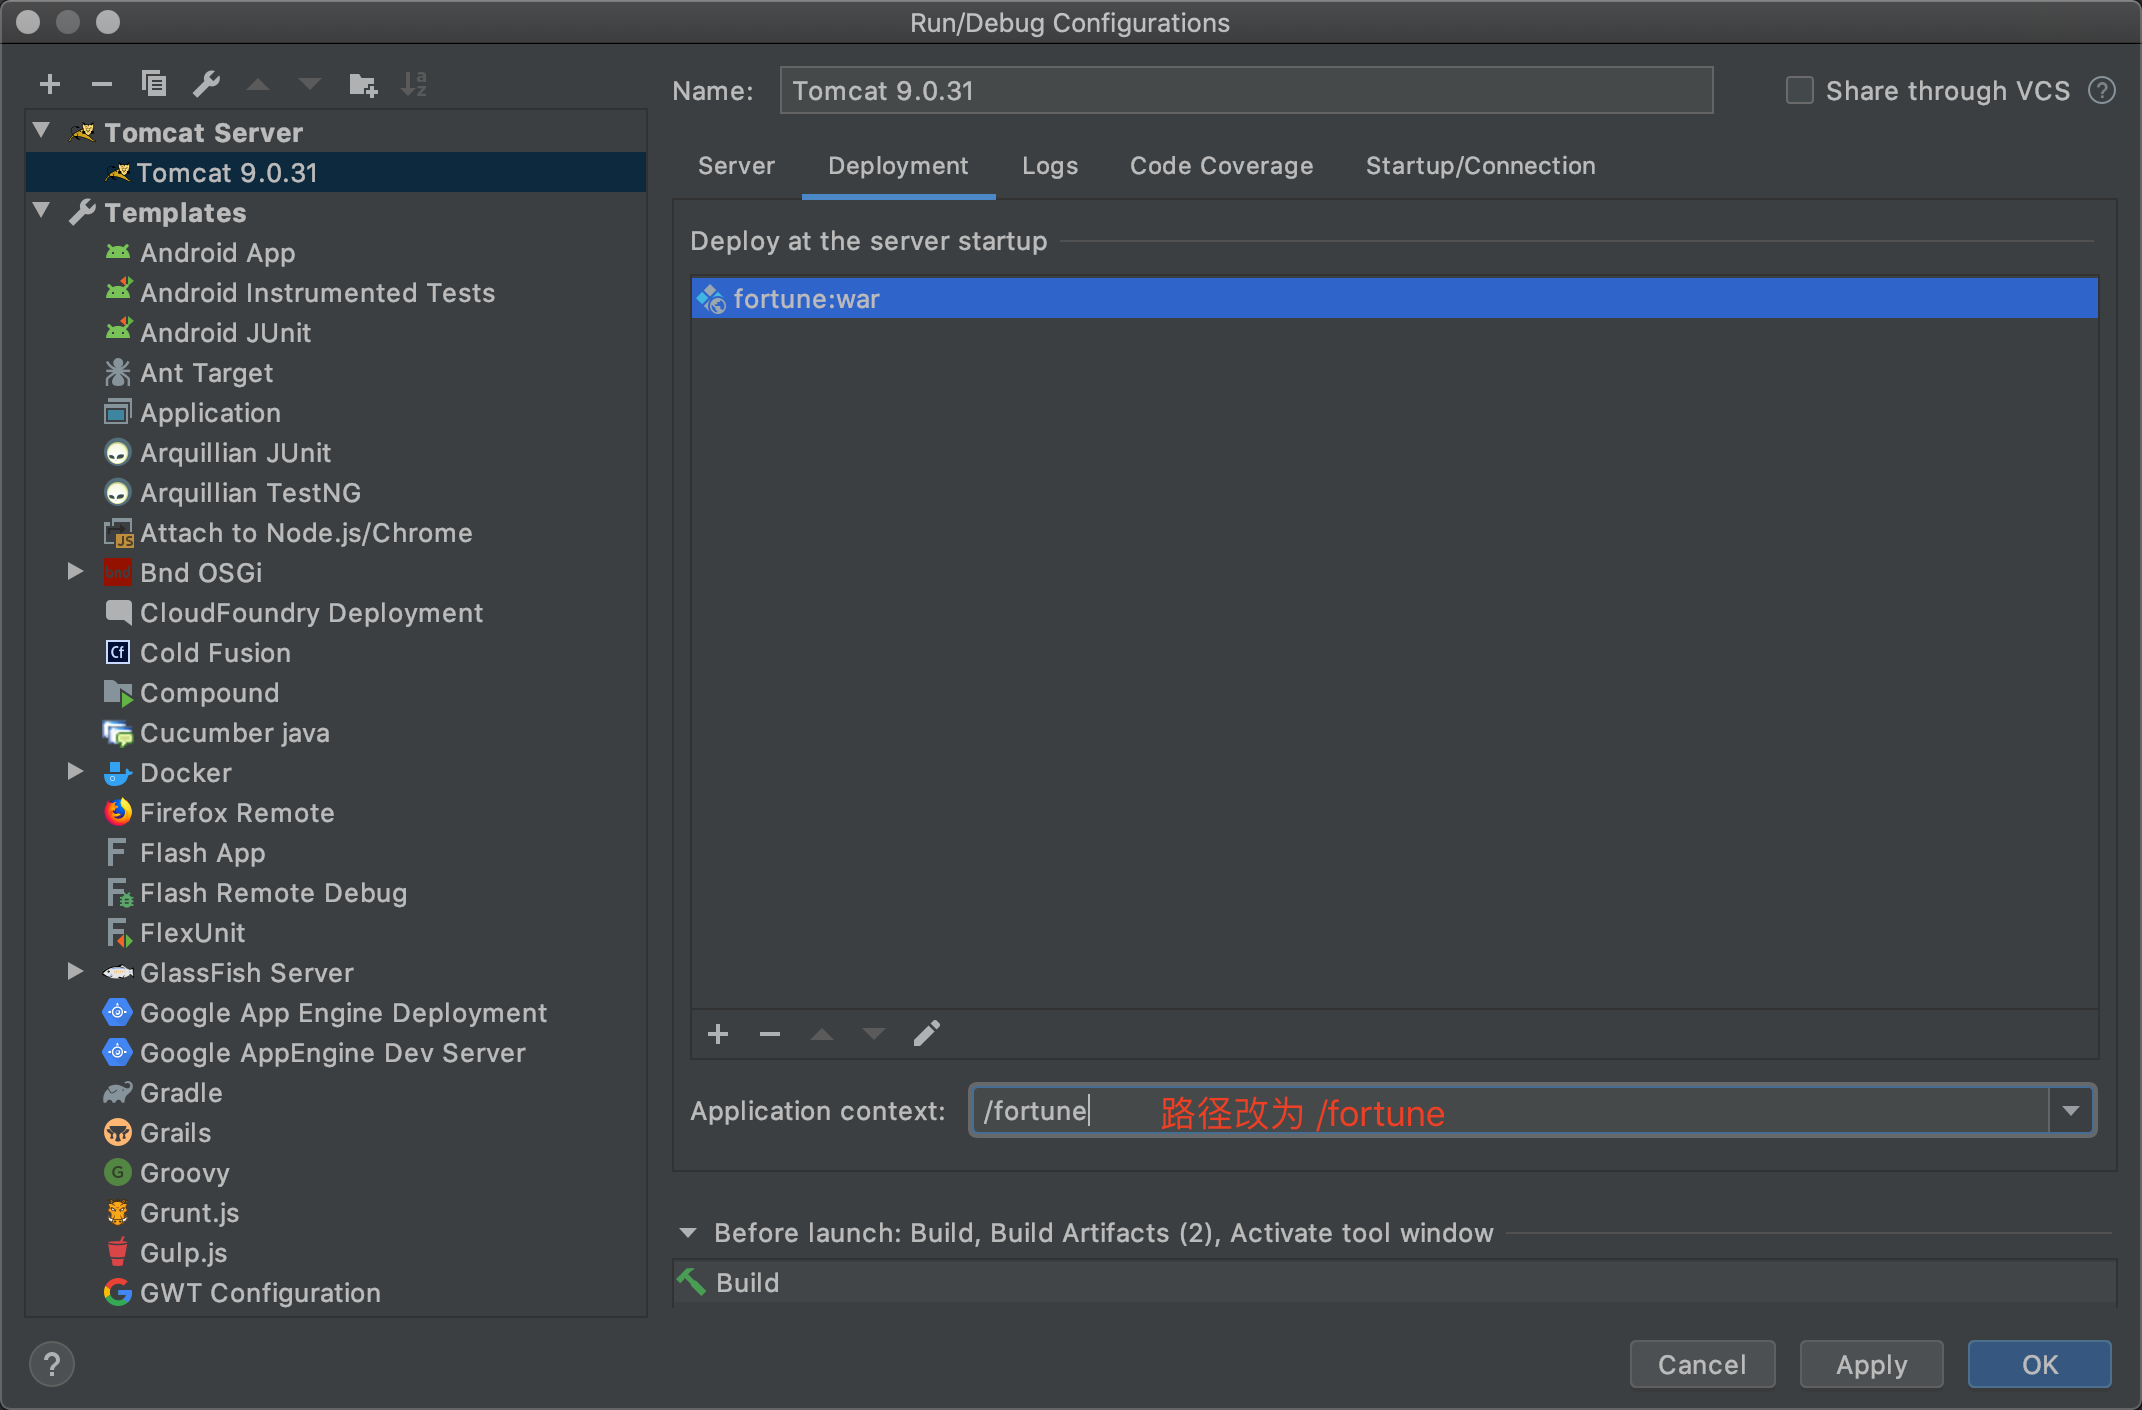 Run/Debug Configurations
Name:
Tomcat 9.0.31
Share through VCS
?
Tomcat Server
Tomcat 9.0.31
Templates
Android App
Android Instrumented Tests
Android JUnit
Ant Target
Application
Arquillian JUnit
Arquillian TestNG
Attach to Node.js/Chrome
Bnd OSGi
CloudFoundry Deployment
Cold Fusion
Compound
Cucumber java
Docker
Firefox Remote
Flash App
Flash Remote Debug
FlexUnit
GlassFish Server
Google App Engine Deployment
Google AppEngine Dev Server
Gradle
Grails
Groovy
Grunt.js
Gulp.js
GWT Configuration
Server
Deployment
Logs
Code Coverage
Startup/Connection
Deploy at the server startup
fortune:war
Application context:
/fortune
路径改为 /fortune
Before launch: Build, Build Artifacts (2), Activate tool window
Build
?
Cancel
Apply
OK